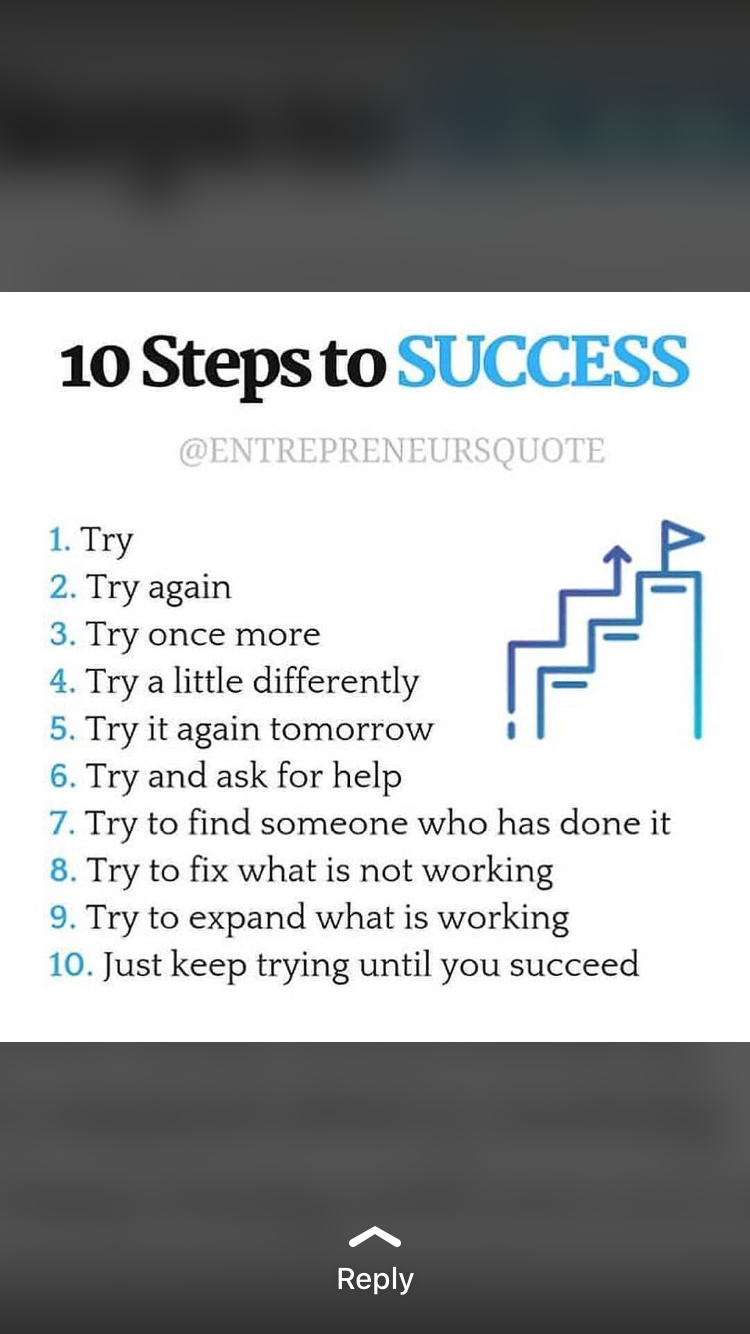 10 Steps to SUCCESS
@ENTREPRENEURSQUOTE
1. Try
2. Try again
3. Try once more
4. Try a little differently
5. Try it again tomorrow
6. Try and ask for help
7. Try to find someone who has done it
8. Try to fix what is not working
9. Try to expand what is working
10. Just keep trying until you succeed
Reply